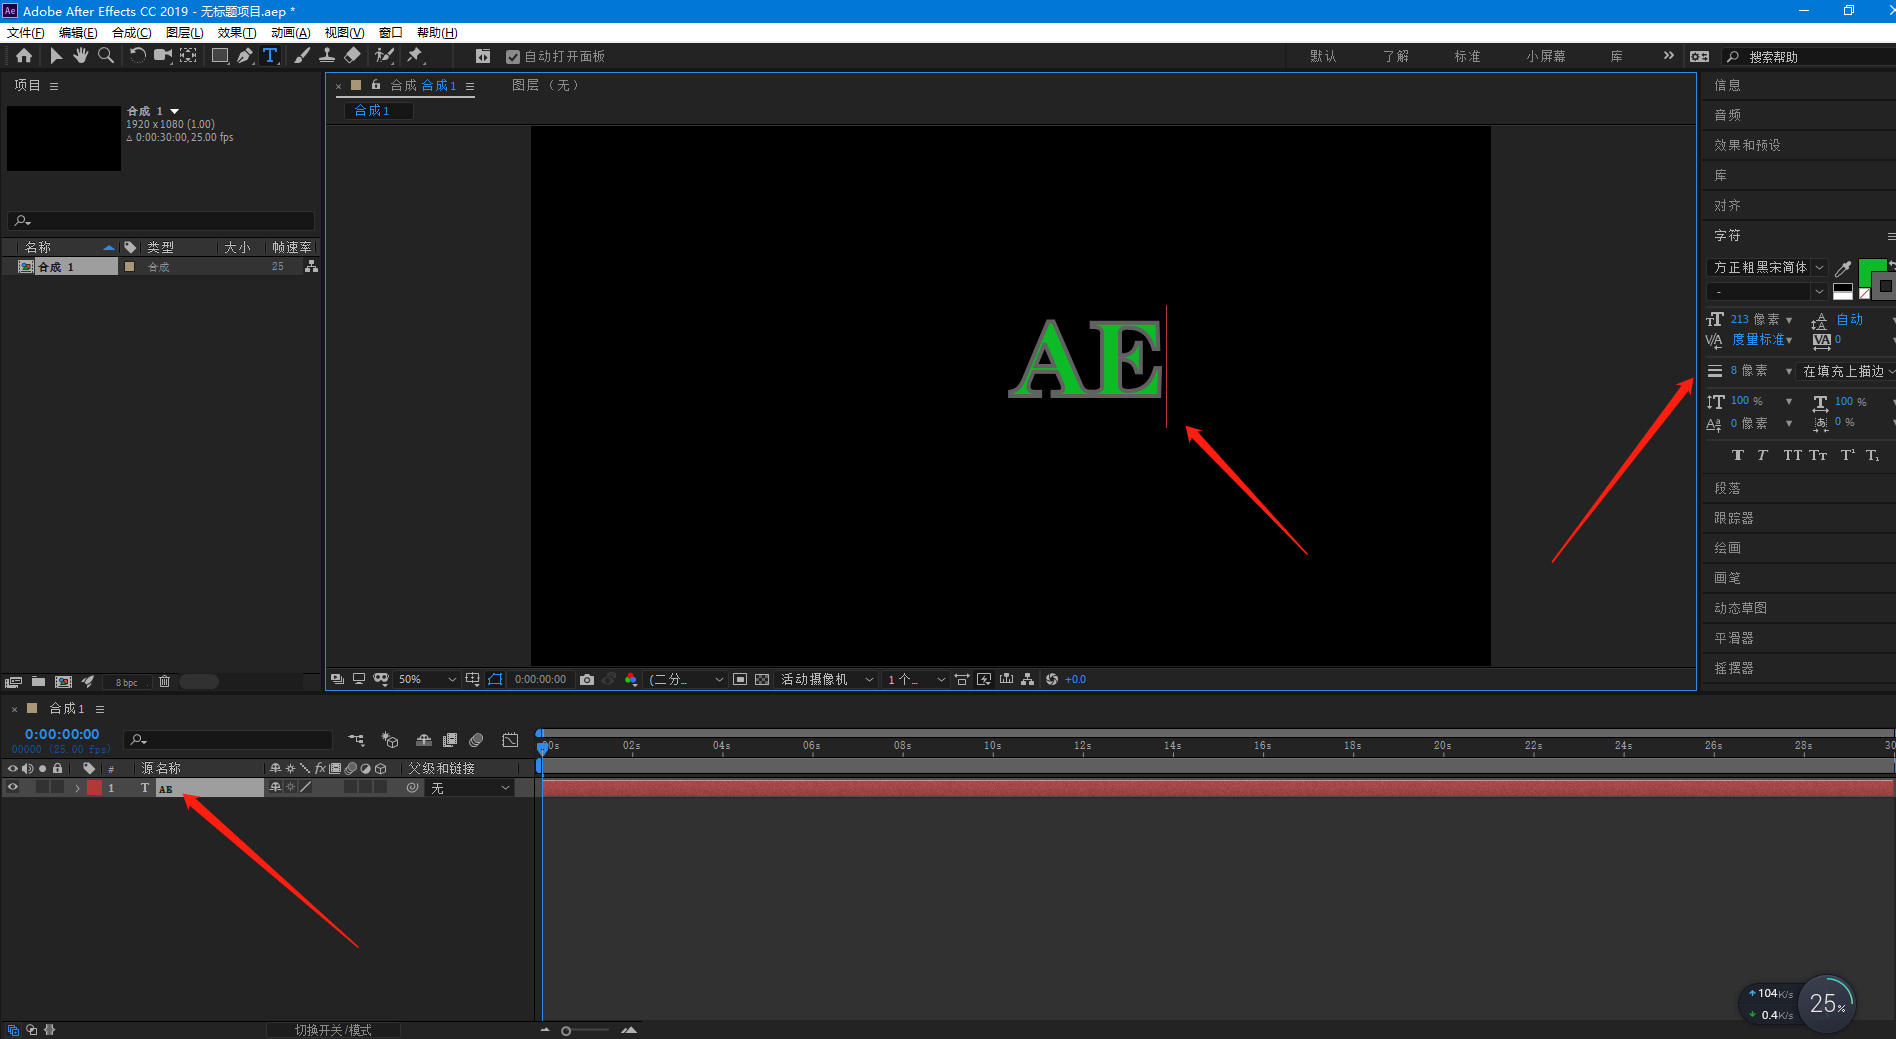 Ae Adobe After Effects CC 2019 - 无标题项目.aep *
文件(F) 编辑(E) 合成(C) 图层(L) 效果(T) 动画(A) 视图(V) 窗口 帮助(H)
自动打开面板 默认 了解 标准 小屏幕 库 搜索帮助
项目
合成 1
1920 x 1080 (1.00)
△ 0:00:30:00, 25.00 fps
名称 类型 大小 帧速率
合成 1 合成 25
8 bpc
合成 合成 1 图层 （无）
合成 1
AE
50% 0:00:00:00 (二分... 活动摄像机 1 个... +0.0
信息
音频
效果和预设
库
对齐
字符
方正粗黑宋简体
-
213 像素 自动
度量标准 0
8 像素 在填充上描边
100 % 100 %
0 像素 0 %
T T TT Tт T¹ T₁
段落
跟踪器
绘画
画笔
动态草图
平滑器
摇摆器
合成 1
0:00:00:00
00000 (25.00 fps)
00s 02s 04s 06s 08s 10s 12s 14s 16s 18s 20s 22s 24s 26s 28s 30
# 源名称 fx 父级和链接
1 T AE 无
切换开关/模式
104K/s
0.4K/s
25%